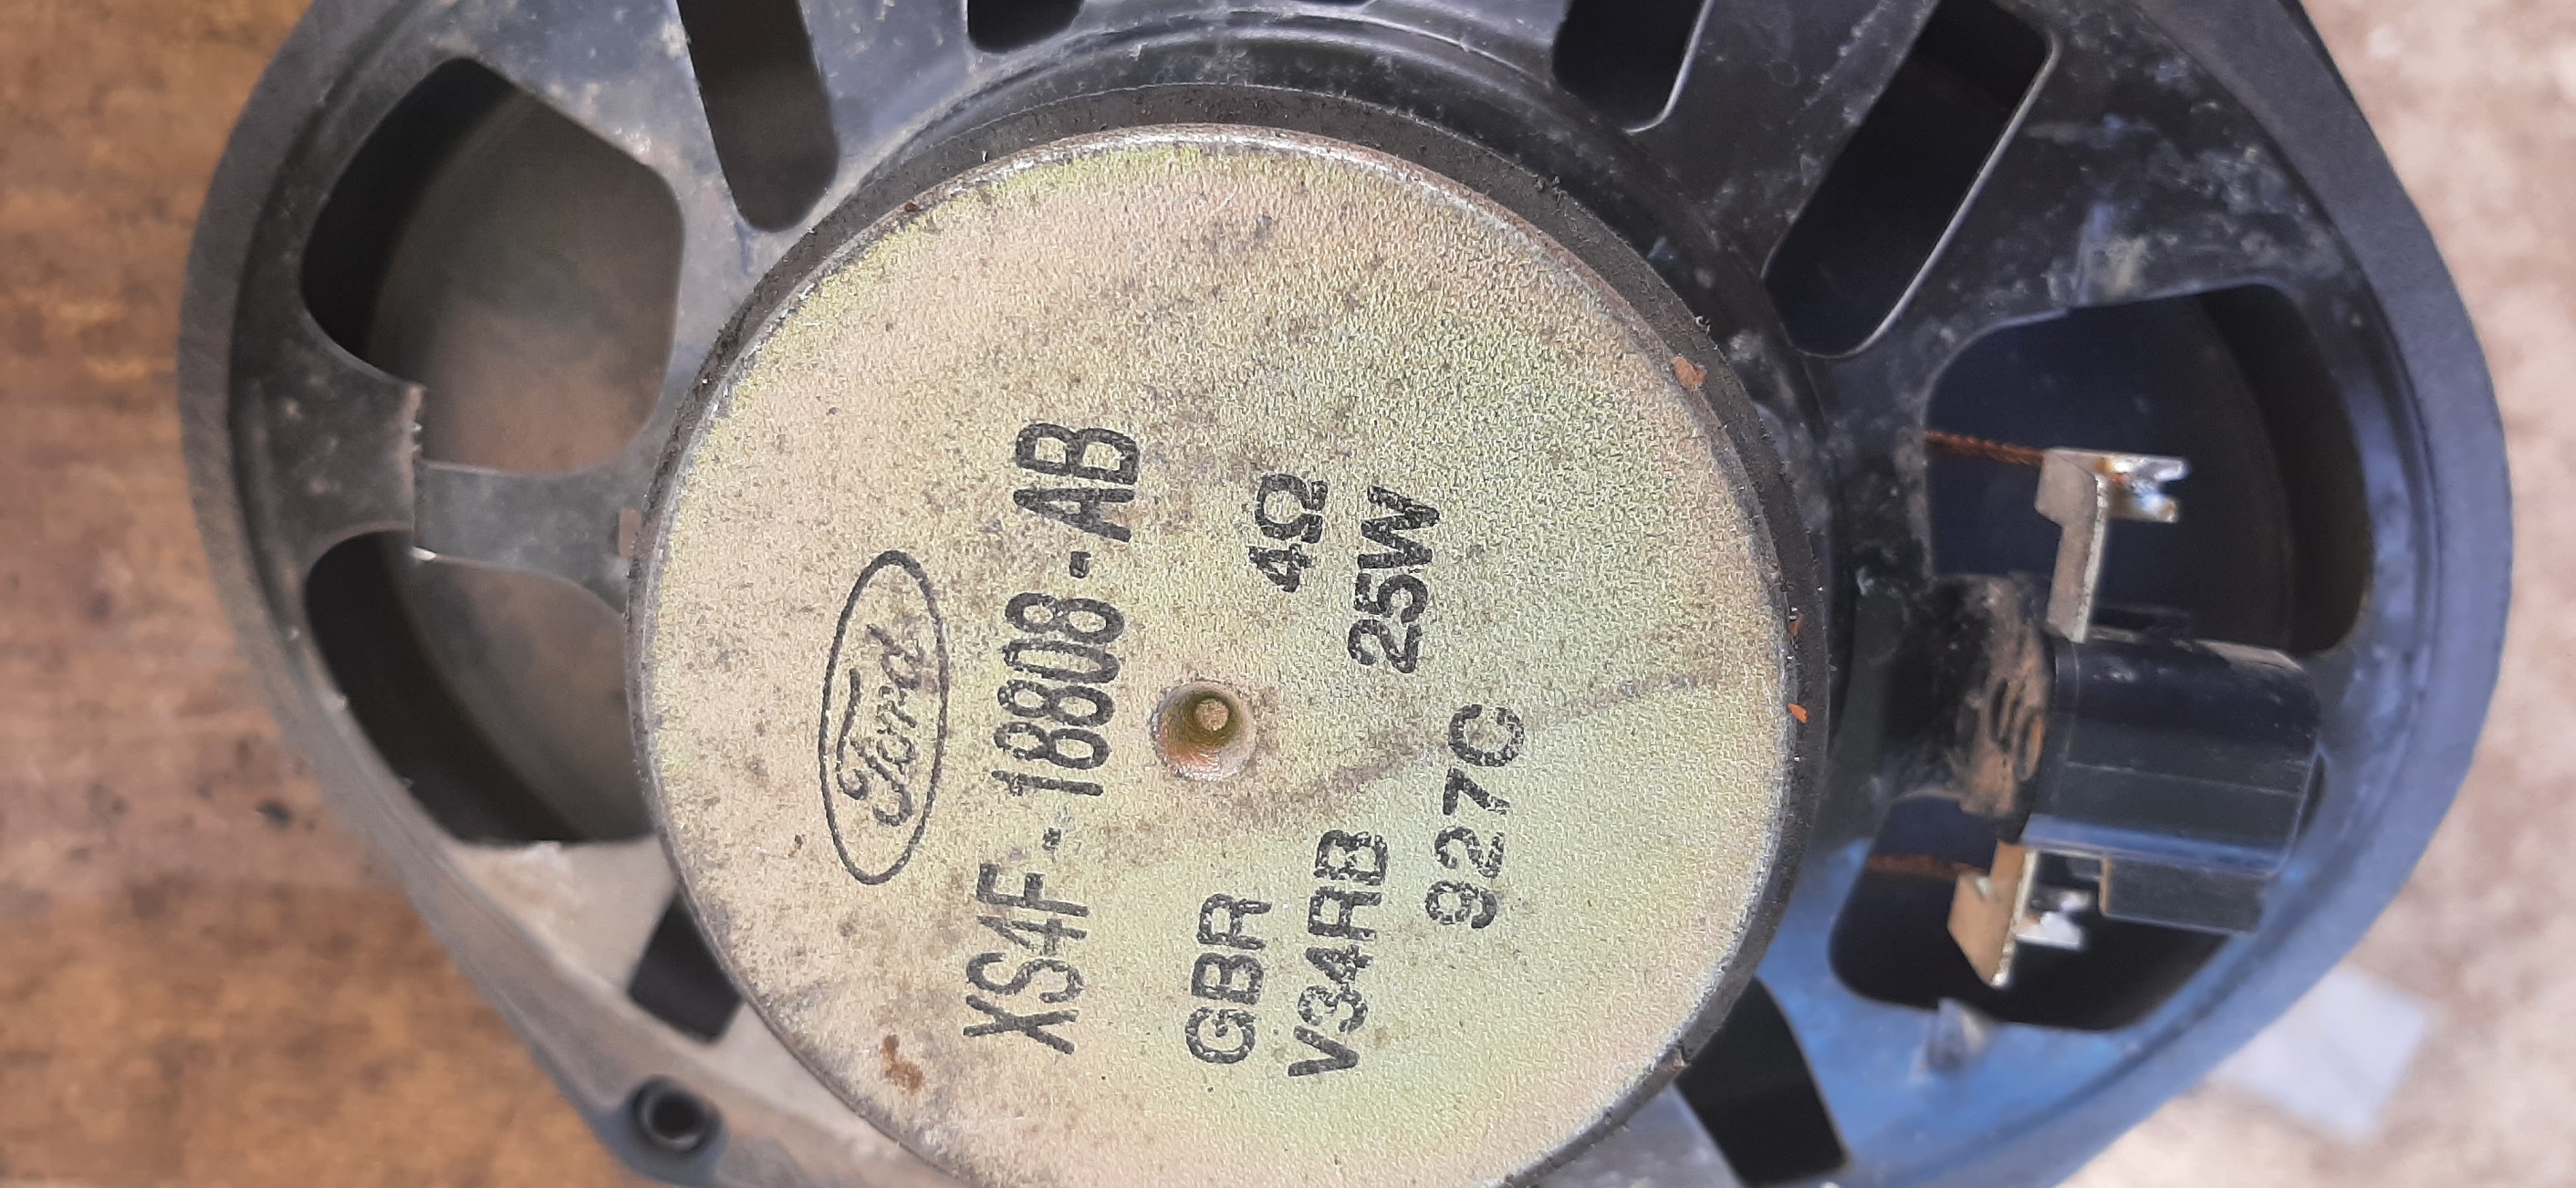 Ford
XS4F-18808-AB
GBR 4Ω
V34RB 25W
927C